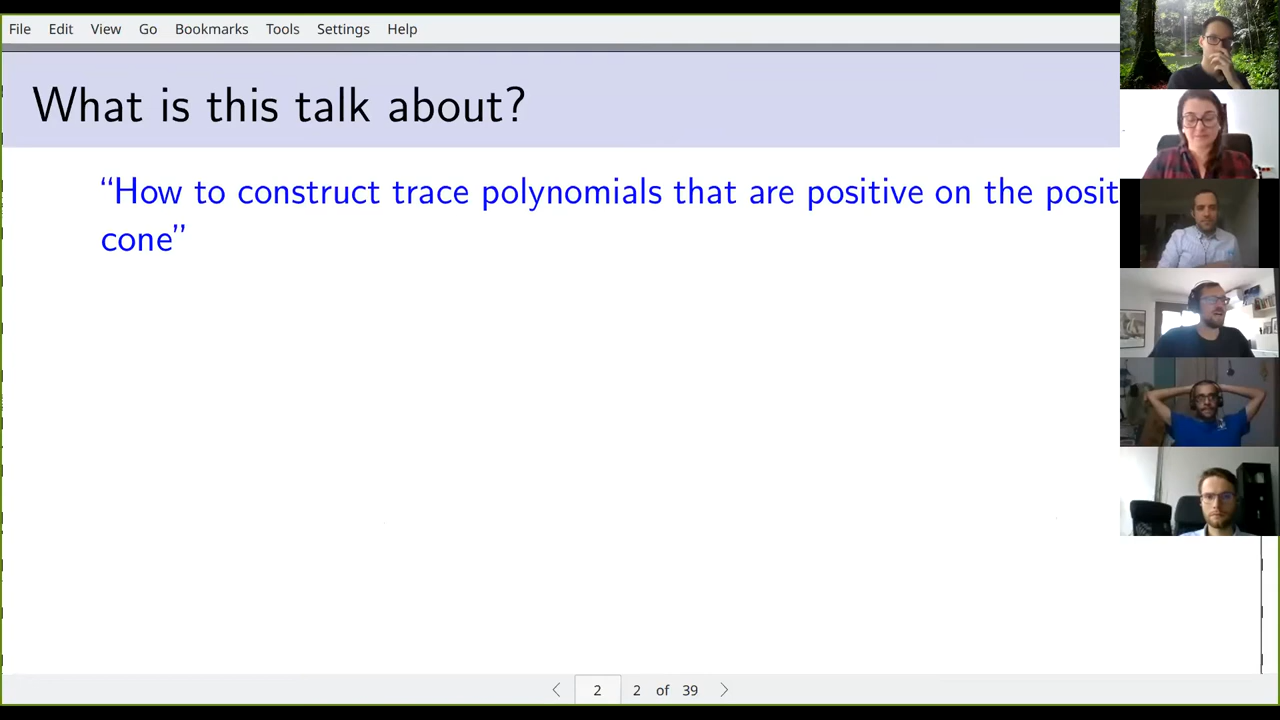 File Edit View Go Bookmarks Tools Settings Help
What is this talk about?
“How to construct trace polynomials that are positive on the posit
cone”
2 2 of 39